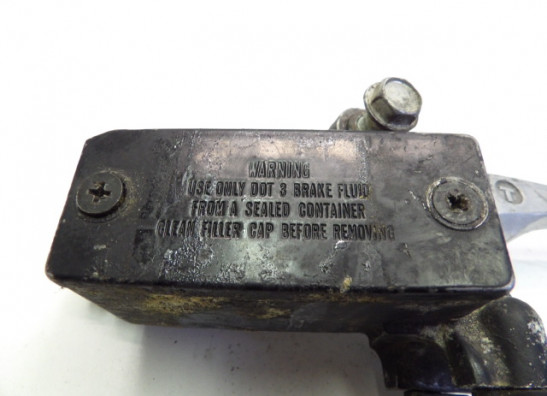 WARNING
USE ONLY DOT 3 BRAKE FLUID
FROM A SEALED CONTAINER
CLEAN FILLER CAP BEFORE REMOVING